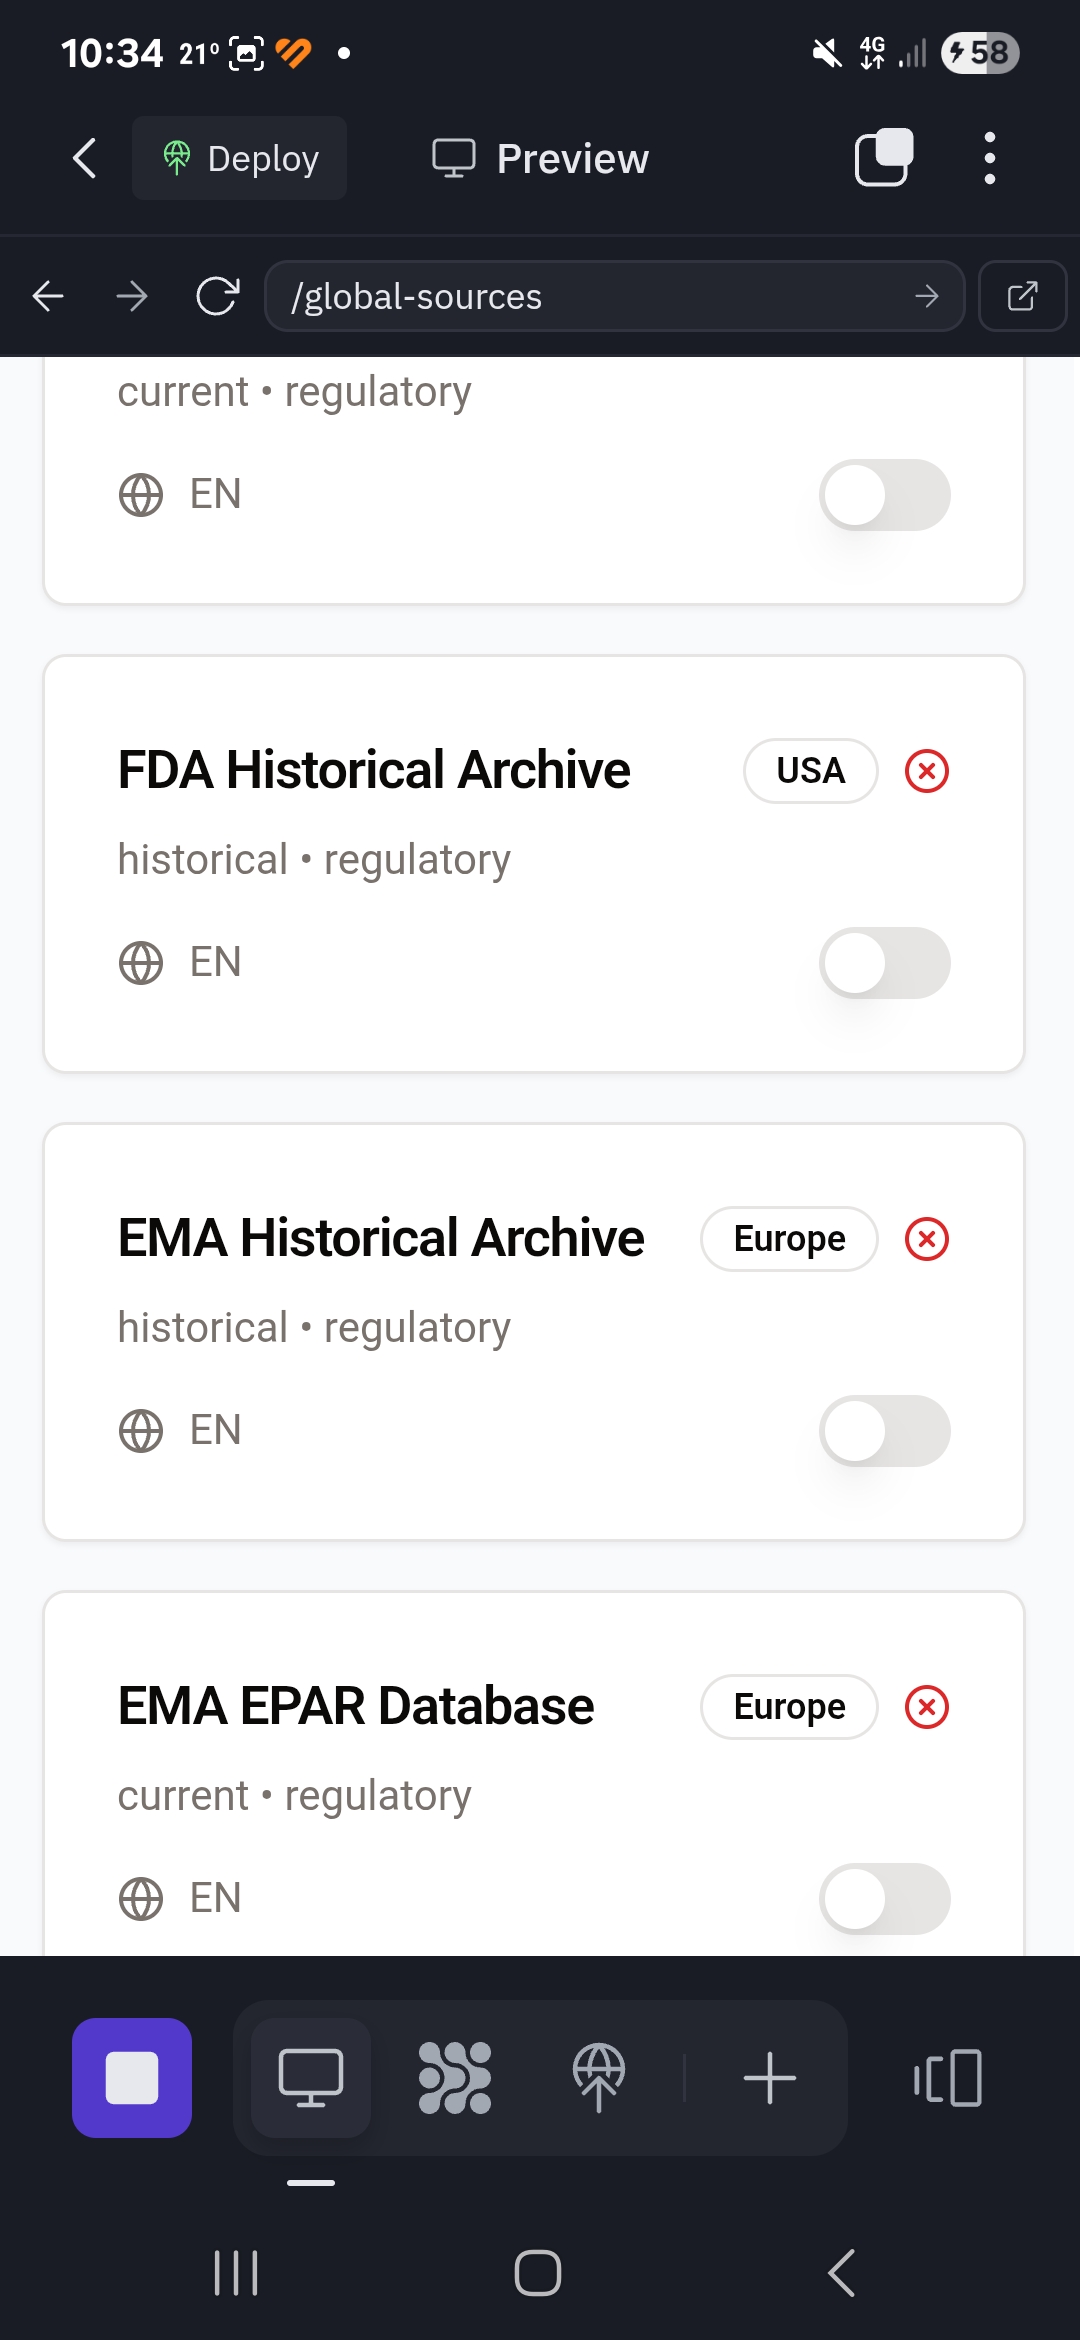 10:34 21° 4G 58
Deploy Preview
/global-sources
current • regulatory
EN
FDA Historical Archive USA
historical • regulatory
EN
EMA Historical Archive Europe
historical • regulatory
EN
EMA EPAR Database Europe
current • regulatory
EN